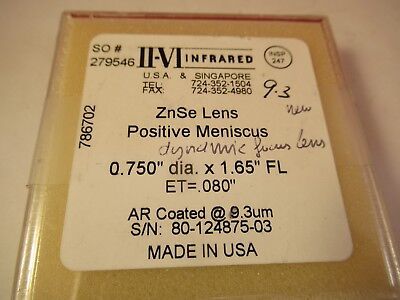 SO #
279546
II-VI INFRARED
INSP
247
U.S.A. & SINGAPORE
TEL: 724-352-1504
FAX: 724-352-4980
9.3
new
786702
ZnSe Lens
Positive Meniscus
dynamic focus lens
0.750" dia. x 1.65" FL
ET=.080"
AR Coated @ 9.3um
S/N: 80-124875-03
MADE IN USA